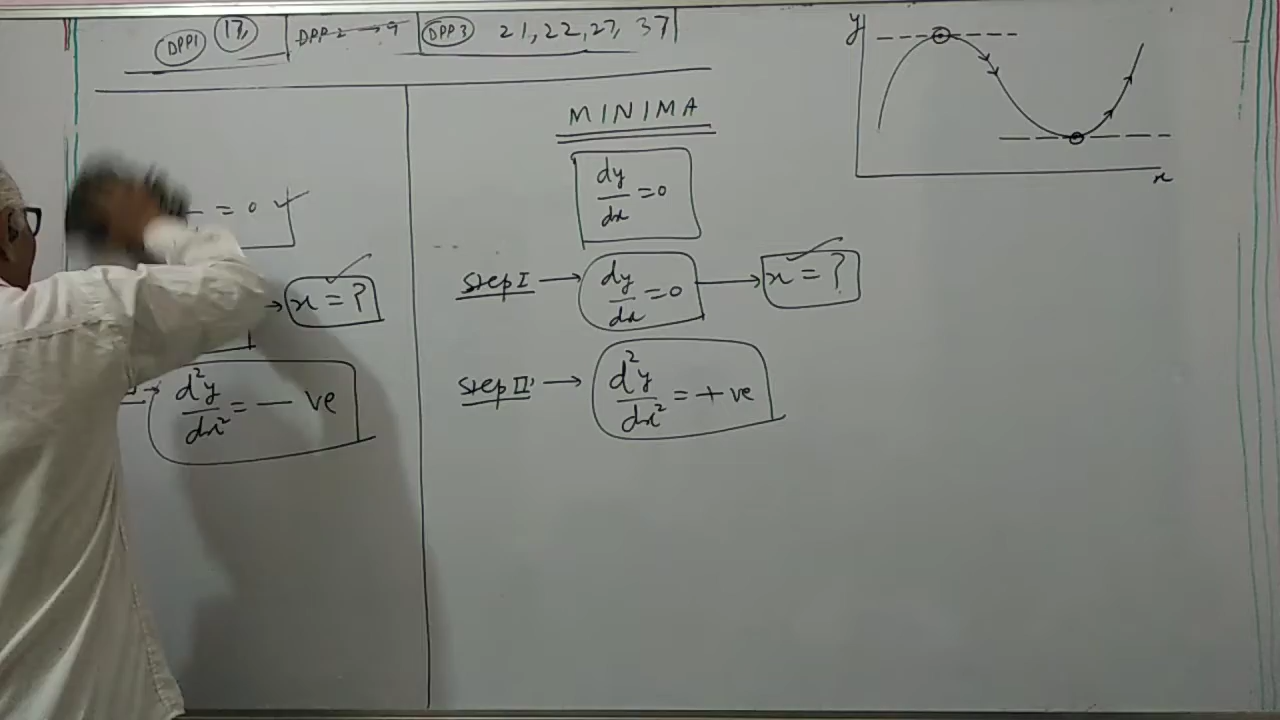 DPP1 17, DPP-2 → 9 DPP3 21, 22, 27, 37
= 0 ✓
x = ?
d²y/dx² = - ve
MINIMA
dy/dx = 0
Step I → dy/dx = 0 → x = ?
Step II → d²y/dx² = + ve
y
x